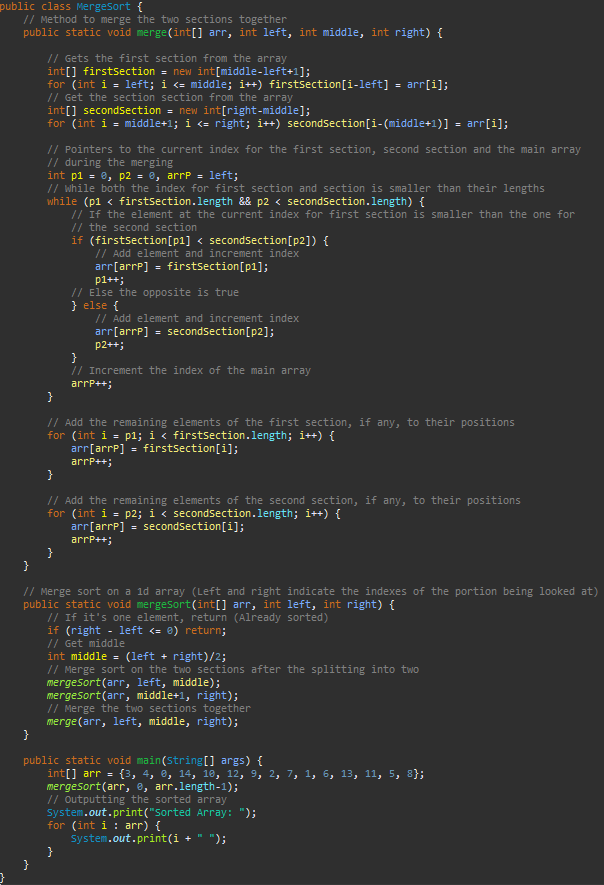 public class MergeSort {
    // Method to merge the two sections together
    public static void merge(int[] arr, int left, int middle, int right) {

        // Gets the first section from the array
        int[] firstSection = new int[middle-left+1];
        for (int i = left; i <= middle; i++) firstSection[i-left] = arr[i];
        // Get the section section from the array
        int[] secondSection = new int[right-middle];
        for (int i = middle+1; i <= right; i++) secondSection[i-(middle+1)] = arr[i];

        // Pointers to the current index for the first section, second section and the main array
        // during the merging
        int p1 = 0, p2 = 0, arrP = left;
        // While both the index for first section and section is smaller than their lengths
        while (p1 < firstSection.length && p2 < secondSection.length) {
            // If the element at the current index for first section is smaller than the one for
            // the second section
            if (firstSection[p1] < secondSection[p2]) {
                // Add element and increment index
                arr[arrP] = firstSection[p1];
                p1++;
            // Else the opposite is true
            } else {
                // Add element and increment index
                arr[arrP] = secondSection[p2];
                p2++;
            }
            // Increment the index of the main array
            arrP++;
        }

        // Add the remaining elements of the first section, if any, to their positions
        for (int i = p1; i < firstSection.length; i++) {
            arr[arrP] = firstSection[i];
            arrP++;
        }

        // Add the remaining elements of the second section, if any, to their positions
        for (int i = p2; i < secondSection.length; i++) {
            arr[arrP] = secondSection[i];
            arrP++;
        }
    }

    // Merge sort on a 1d array (Left and right indicate the indexes of the portion being looked at)
    public static void mergeSort(int[] arr, int left, int right) {
        // If it's one element, return (Already sorted)
        if (right - left <= 0) return;
        // Get middle
        int middle = (left + right)/2;
        // Merge sort on the two sections after the splitting into two
        mergeSort(arr, left, middle);
        mergeSort(arr, middle+1, right);
        // Merge the two sections together
        merge(arr, left, middle, right);
    }

    public static void main(String[] args) {
        int[] arr = {3, 4, 0, 14, 10, 12, 9, 2, 7, 1, 6, 13, 11, 5, 8};
        mergeSort(arr, 0, arr.length-1);
        // Outputting the sorted array
        System.out.print("Sorted Array: ");
        for (int i : arr) {
            System.out.print(i + " ");
        }
    }
}